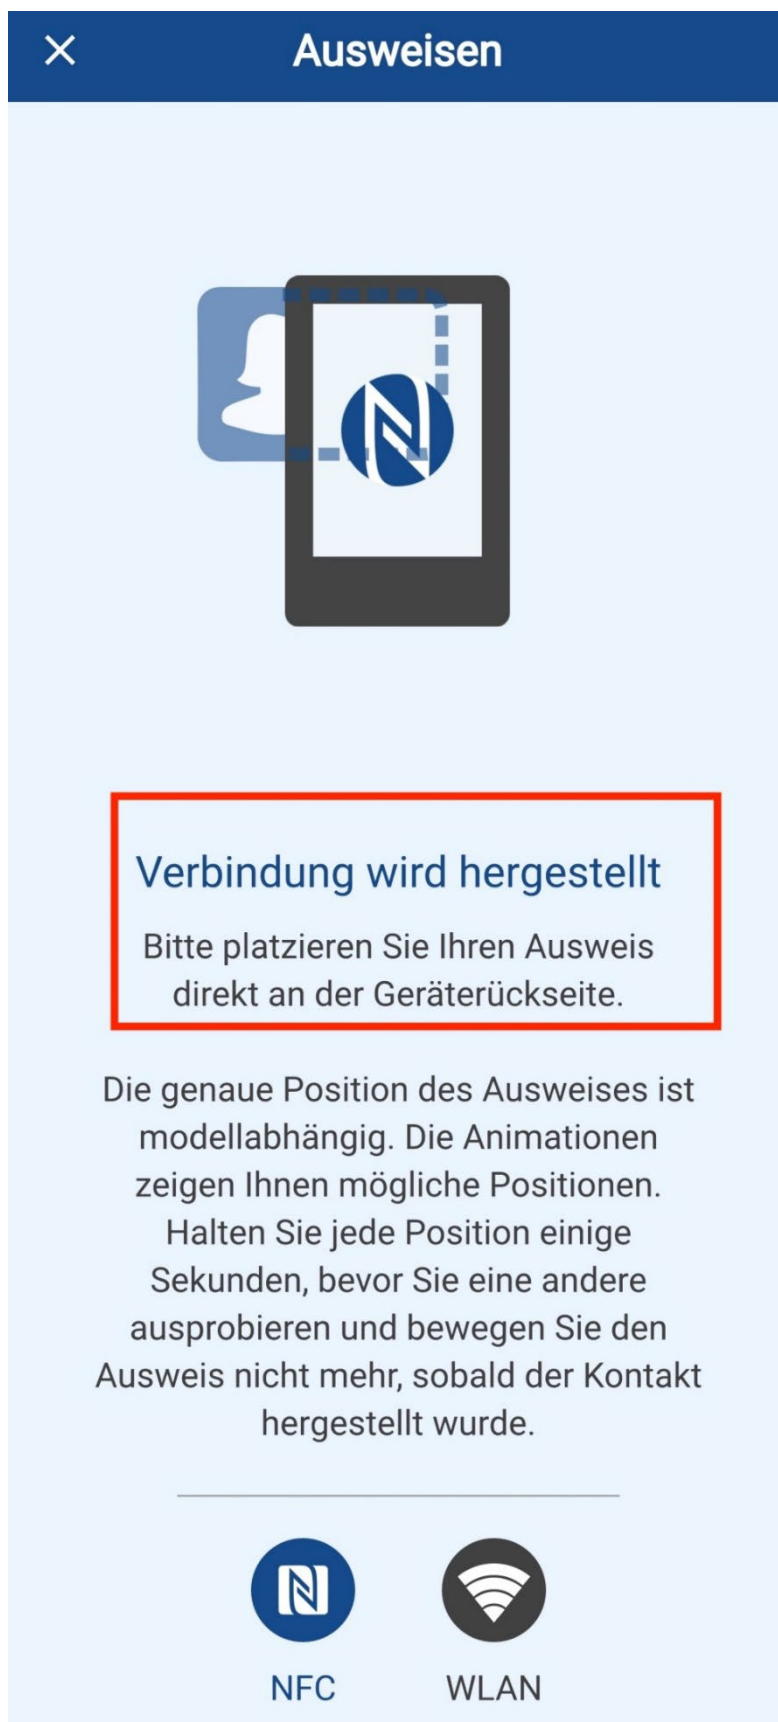 Ausweisen
Verbindung wird hergestellt
Bitte platzieren Sie Ihren Ausweis
direkt an der Geräterückseite.
Die genaue Position des Ausweises ist
modellabhängig. Die Animationen
zeigen Ihnen mögliche Positionen.
Halten Sie jede Position einige
Sekunden, bevor Sie eine andere
ausprobieren und bewegen Sie den
Ausweis nicht mehr, sobald der Kontakt
hergestellt wurde.
NFC WLAN